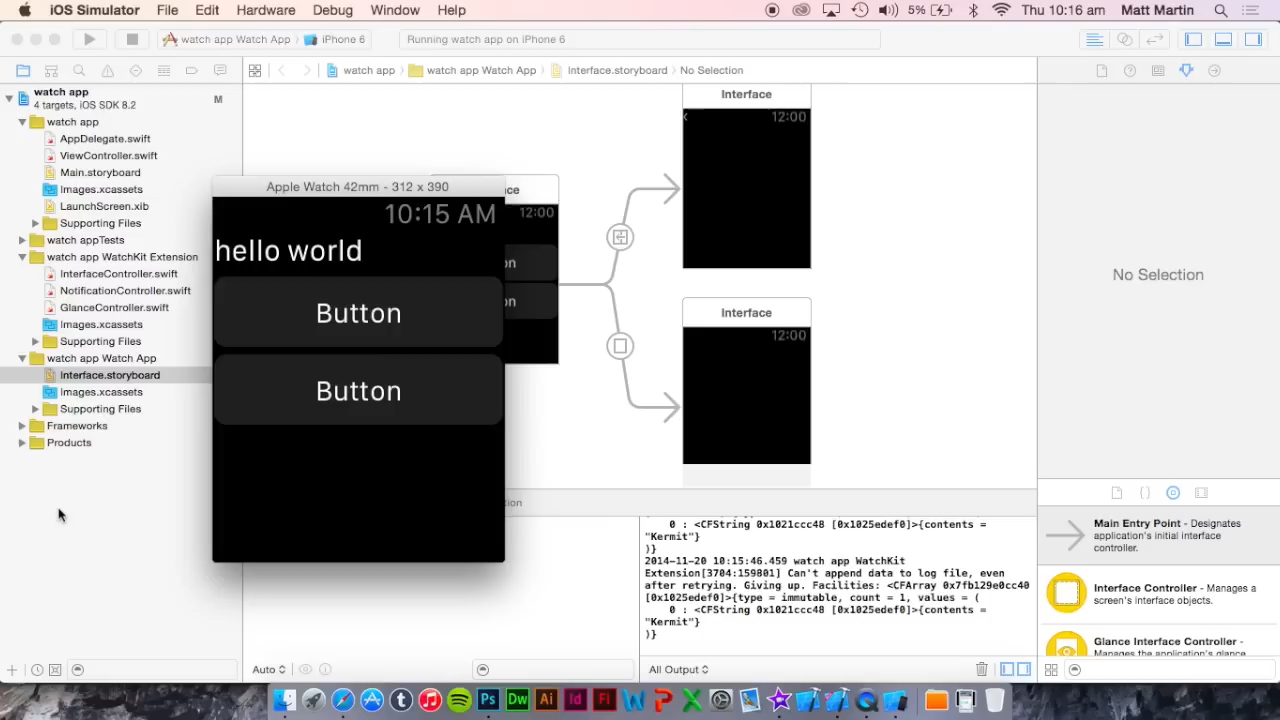 iOS Simulator File Edit Hardware Debug Window Help 5% Thu 10:16 am Matt Martin
watch app Watch App iPhone 6 Running watch app on iPhone 6
watch app watch app Watch App Interface.storyboard No Selection
watch app
4 targets, iOS SDK 8.2 M
watch app
AppDelegate.swift
ViewController.swift
Main.storyboard
Images.xcassets
LaunchScreen.xib
Supporting Files
watch appTests
watch app WatchKit Extension
InterfaceController.swift
NotificationController.swift
GlanceController.swift
Images.xcassets
Supporting Files
watch app Watch App
Interface.storyboard
Images.xcassets
Supporting Files
Frameworks
Products
Apple Watch 42mm - 312 x 390
10:15 AM
hello world
Button
Button
12:00
Interface
12:00
Interface
12:00
No Selection
0 : <CFString 0x1021ccc48 [0x1025edef0]>{contents =
"Kermit"}
)}
2014-11-20 10:15:46.459 watch app WatchKit
Extension[3704:159801] Can't append data to log file, even
after retrying. Giving up. Facilities: <CFArray 0x7fb129e0cc40
[0x1025edef0]>{type = immutable, count = 1, values = (
0 : <CFString 0x1021ccc48 [0x1025edef0]>{contents =
"Kermit"}
)}
Auto
All Output
Main Entry Point - Designates
application's initial interface
controller.
Interface Controller - Manages a
screen's interface objects.
Glance Interface Controller -
Manages the application's glance
Ps Dw Ai Id Fl W P X